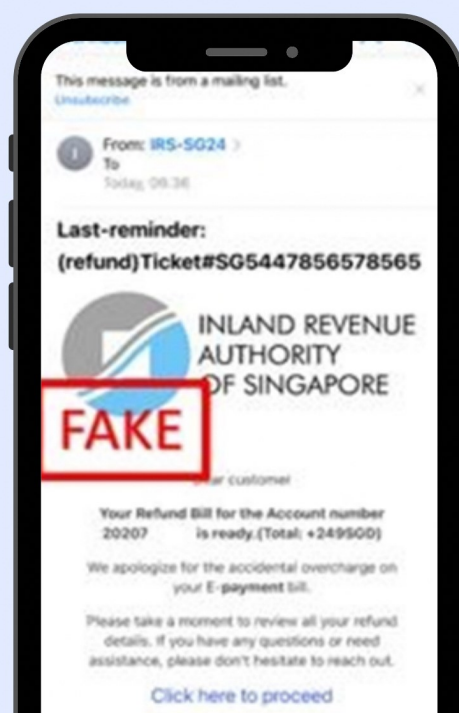 This message is from a mailing list.
Unsubscribe
From: IRS-SG24
To
Today, 09.36
Last-reminder:
(refund)Ticket#SG5447856578565
INLAND REVENUE
AUTHORITY
OF SINGAPORE
FAKE
customer
Your Refund Bill for the Account number
20207 is ready.(Total: +249SGD)
We apologize for the accidental overcharge on
your E-payment bill.
Please take a moment to review all your refund
details. If you have any questions or need
assistance, please don't hesitate to reach out.
Click here to proceed